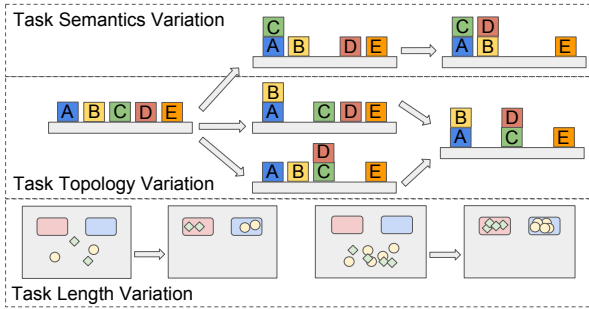 Task Semantics Variation
C
A B D E
C D
A B E
A B C D E
B
A C D E
D
A B C E
B D
A C E
Task Topology Variation
Task Length Variation